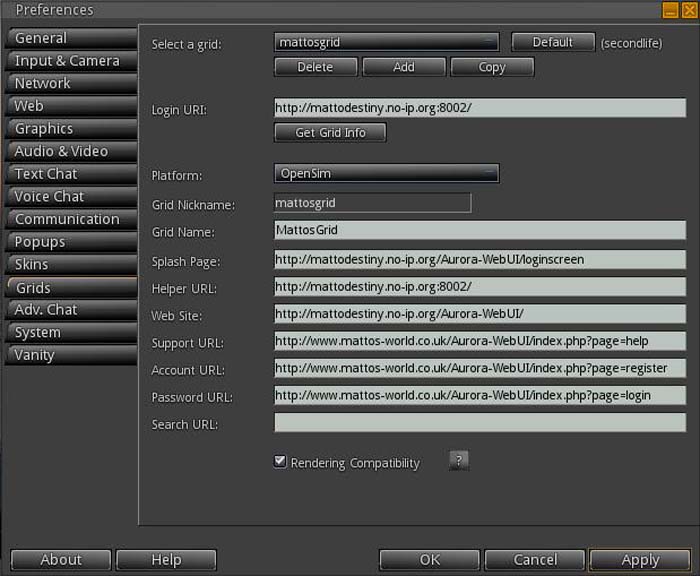 Preferences
General
Input & Camera
Network
Web
Graphics
Audio & Video
Text Chat
Voice Chat
Communication
Popups
Skins
Grids
Adv. Chat
System
Vanity
Select a grid: mattosgrid Default (secondlife)
Delete Add Copy
Login URI: http://mattodestiny.no-ip.org:8002/
Get Grid Info
Platform: OpenSim
Grid Nickname: mattosgrid
Grid Name: MattosGrid
Splash Page: http://mattodestiny.no-ip.org/Aurora-WebUI/loginscreen
Helper URL: http://mattodestiny.no-ip.org:8002/
Web Site: http://mattodestiny.no-ip.org/Aurora-WebUI/
Support URL: http://www.mattos-world.co.uk/Aurora-WebUI/index.php?page=help
Account URL: http://www.mattos-world.co.uk/Aurora-WebUI/index.php?page=register
Password URL: http://www.mattos-world.co.uk/Aurora-WebUI/index.php?page=login
Search URL:
Rendering Compatibility ?
About Help OK Cancel Apply